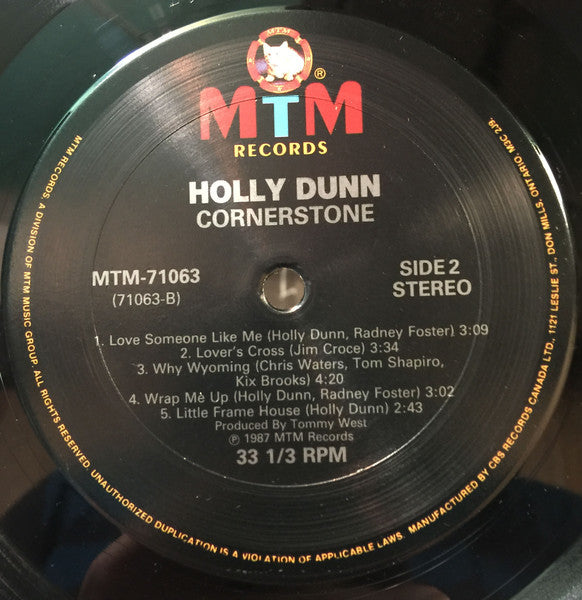 MTM
®
MTM
RECORDS
HOLLY DUNN
CORNERSTONE
MTM-71063
(71063-B)
SIDE 2
STEREO
1. Love Someone Like Me (Holly Dunn, Radney Foster) 3:09
2. Lover's Cross (Jim Croce) 3:34
3. Why Wyoming (Chris Waters, Tom Shapiro,
Kix Brooks) 4:20
4. Wrap Me Up (Holly Dunn, Radney Foster) 3:02
5. Little Frame House (Holly Dunn) 2:43
Produced By Tommy West
℗ 1987 MTM Records
33 1/3 RPM
MTM RECORDS, A DIVISION OF MTM MUSIC GROUP. ALL RIGHTS RESERVED. UNAUTHORIZED DUPLICATION IS A VIOLATION OF APPLICABLE LAWS. MANUFACTURED BY CBS RECORDS CANADA LTD., 1121 LESLIE ST., DON MILLS, ONTARIO, M3C 2J9.